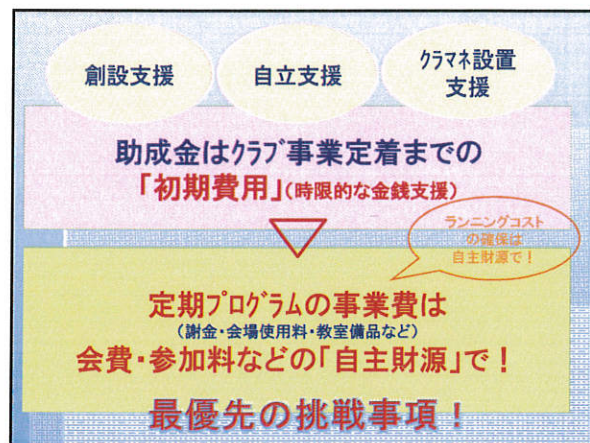 創設支援
自立支援
クラマネ設置
支援
助成金はクラブ事業定着までの
「初期費用」(時限的な金銭支援)
ランニングコスト
の確保は
自主財源で！
定期プログラムの事業費は
(謝金・会場使用料・教室備品など)
会費・参加料などの「自主財源」で！
最優先の挑戦事項！